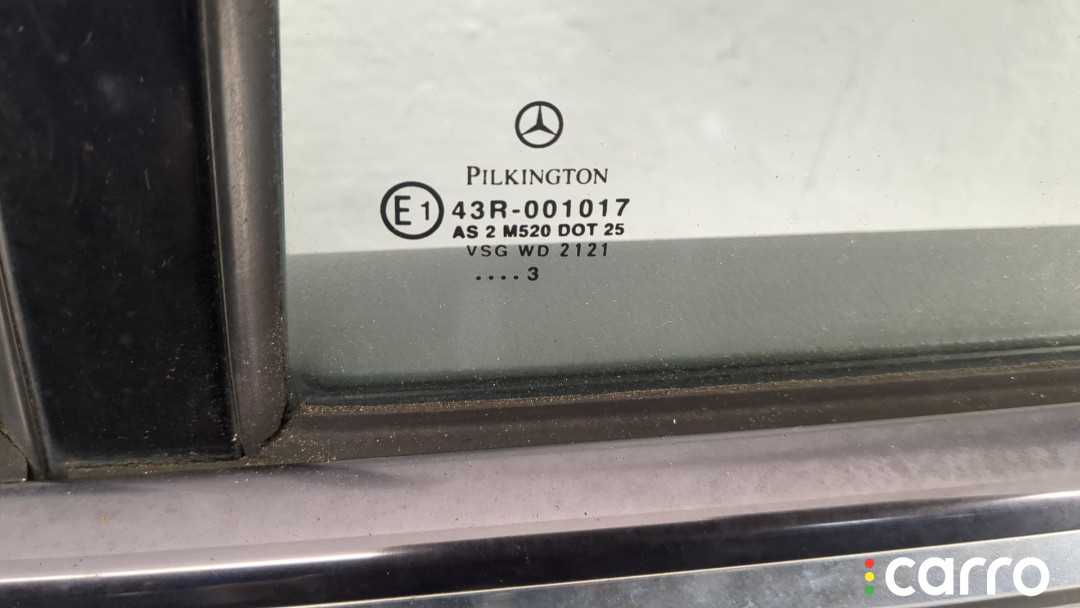 PILKINGTON
E1 43R-001017
AS 2 M520 DOT 25
VSG WD 2121
....3
carro